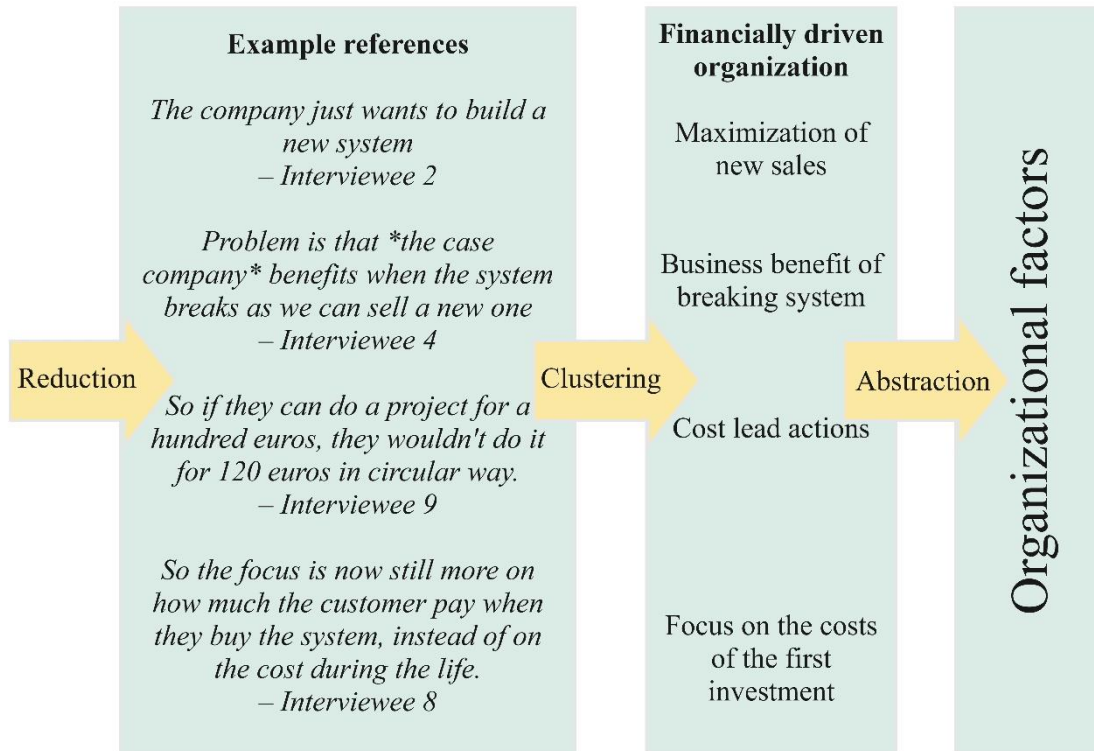 Reduction
Example references
The company just wants to build a
new system
– Interviewee 2
Problem is that *the case
company* benefits when the system
breaks as we can sell a new one
– Interviewee 4
So if they can do a project for a
hundred euros, they wouldn't do it
for 120 euros in circular way.
– Interviewee 9
So the focus is now still more on
how much the customer pay when
they buy the system, instead of on
the cost during the life.
– Interviewee 8
Clustering
Financially driven
organization
Maximization of
new sales
Business benefit of
breaking system
Cost lead actions
Focus on the costs
of the first
investment
Abstraction
Organizational factors